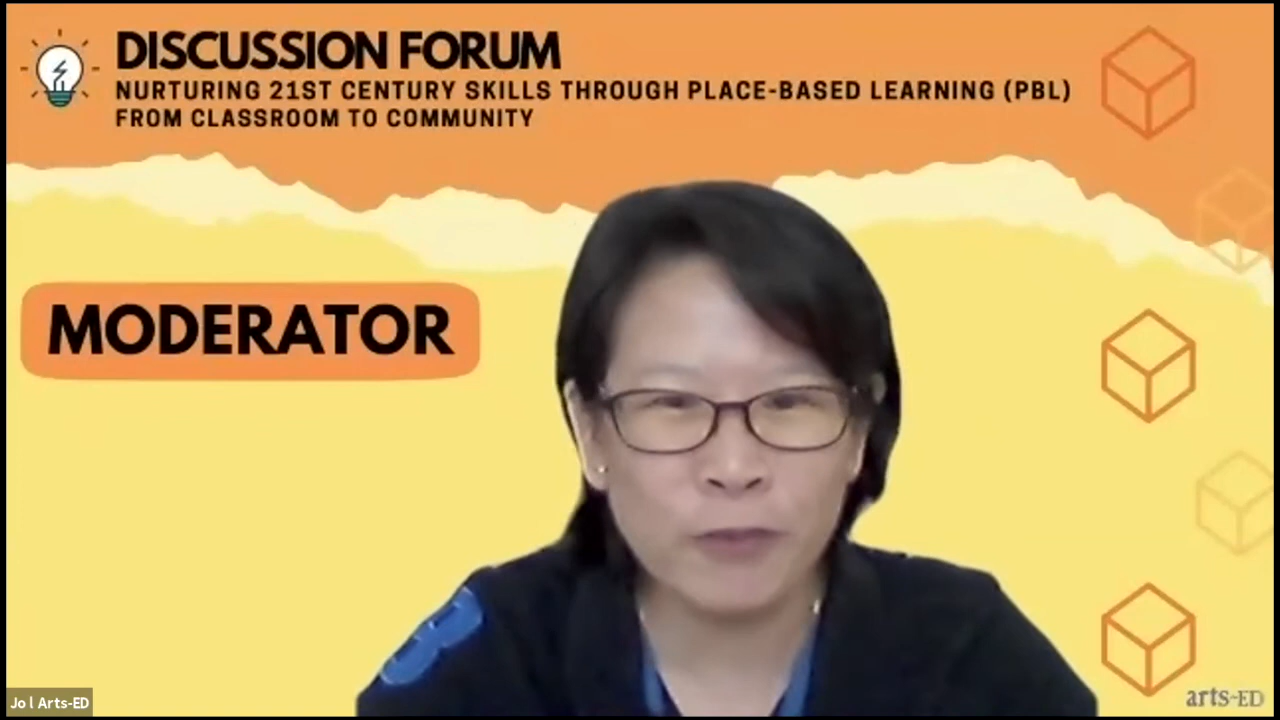 DISCUSSION FORUM
NURTURING 21ST CENTURY SKILLS THROUGH PLACE-BASED LEARNING (PBL)
FROM CLASSROOM TO COMMUNITY
MODERATOR
3
Jo l Arts-ED
arts-ED